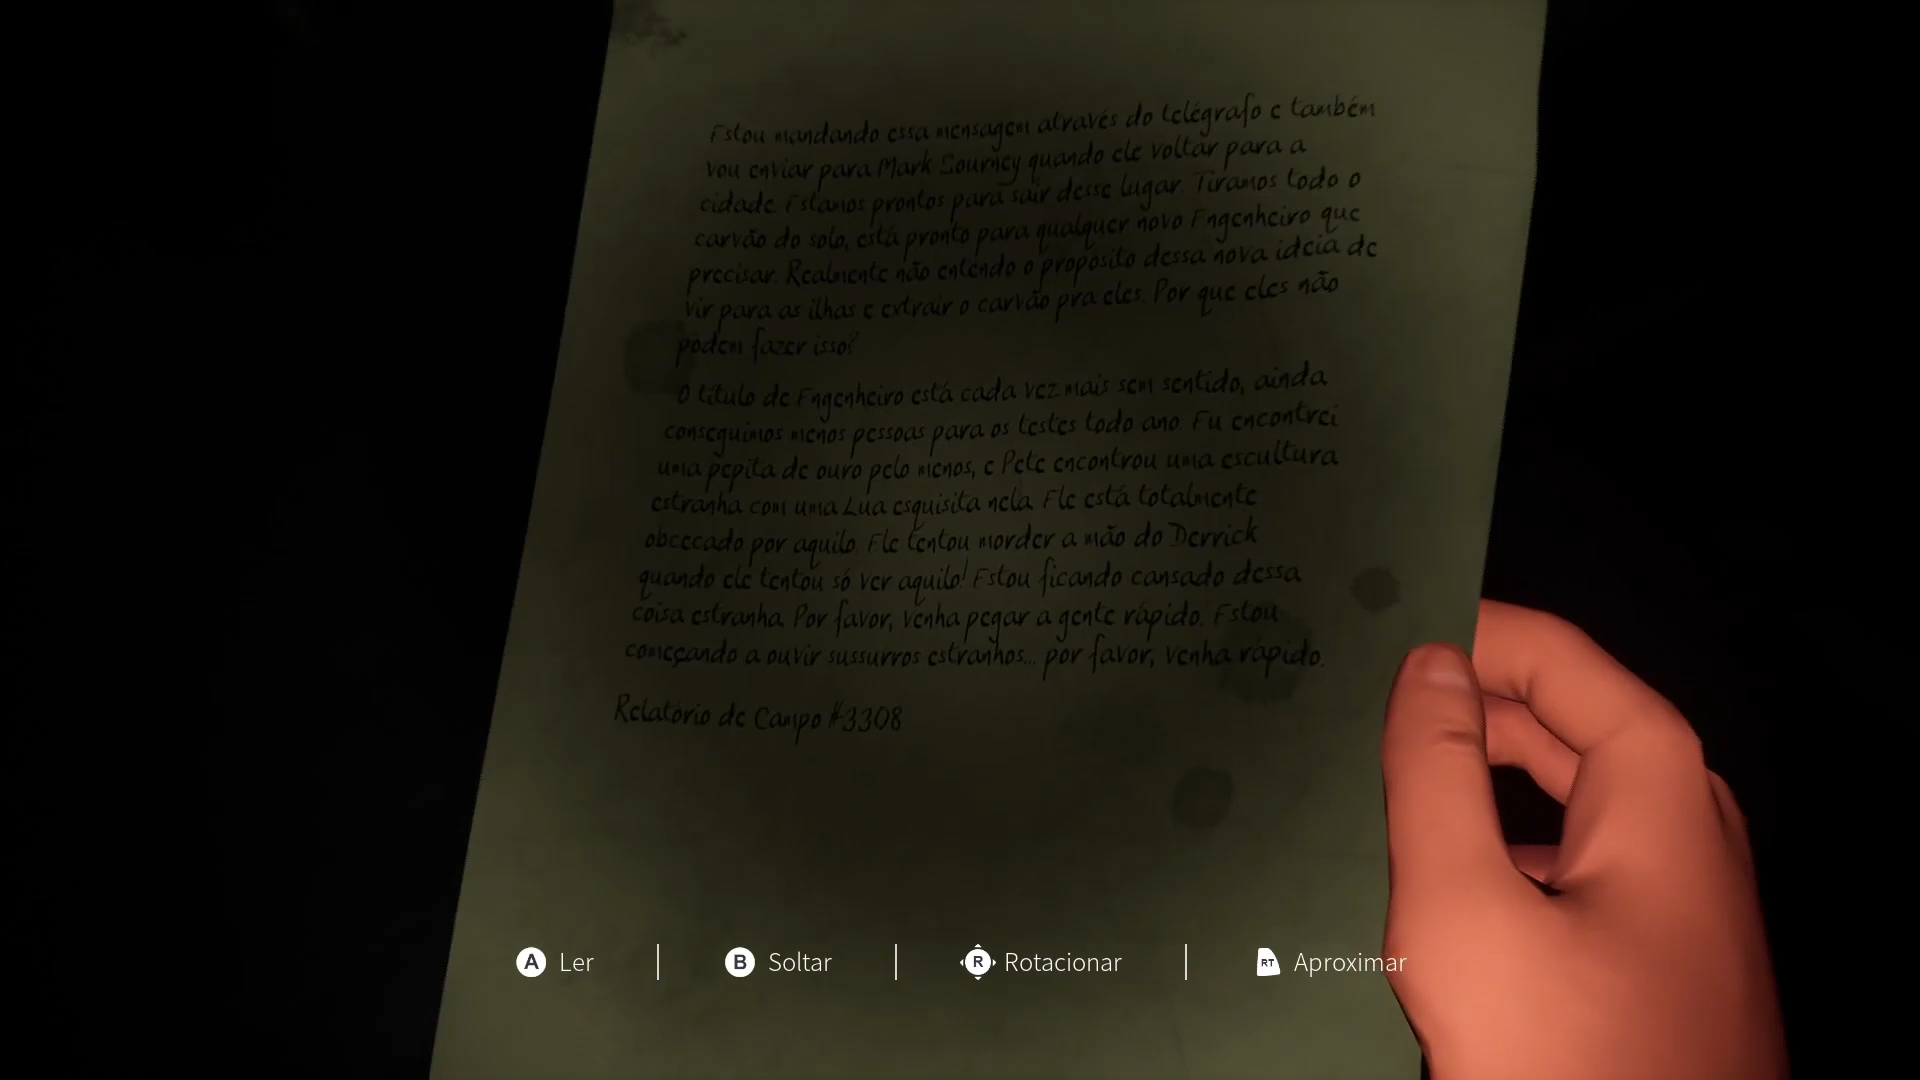 Estou mandando essa mensagem através do telégrafo e também
vou enviar para Mark Sourney quando ele voltar para a
cidade. Estamos prontos para sair desse lugar. Tiramos todo o
carvão do solo, está pronto para qualquer novo Engenheiro que
precisar. Realmente não entendo o propósito dessa nova ideia de
vir para as ilhas e extrair o carvão pra eles. Por que eles não
podem fazer isso?
O título de Engenheiro está cada vez mais sem sentido, ainda
conseguimos menos pessoas para os testes todo ano. Eu encontrei
uma pepita de ouro pelo menos, e Pete encontrou uma escultura
estranha com uma Lua esquisita nela. Ele está totalmente
obcecado por aquilo. Ele tentou morder a mão do Derrick
quando ele tentou só ver aquilo! Estou ficando cansado dessa
coisa estranha. Por favor, venha pegar a gente rápido. Estou
começando a ouvir sussurros estranhos... por favor, venha rápido.
Relatório de Campo #3308
A Ler
B Soltar
R Rotacionar
RT Aproximar